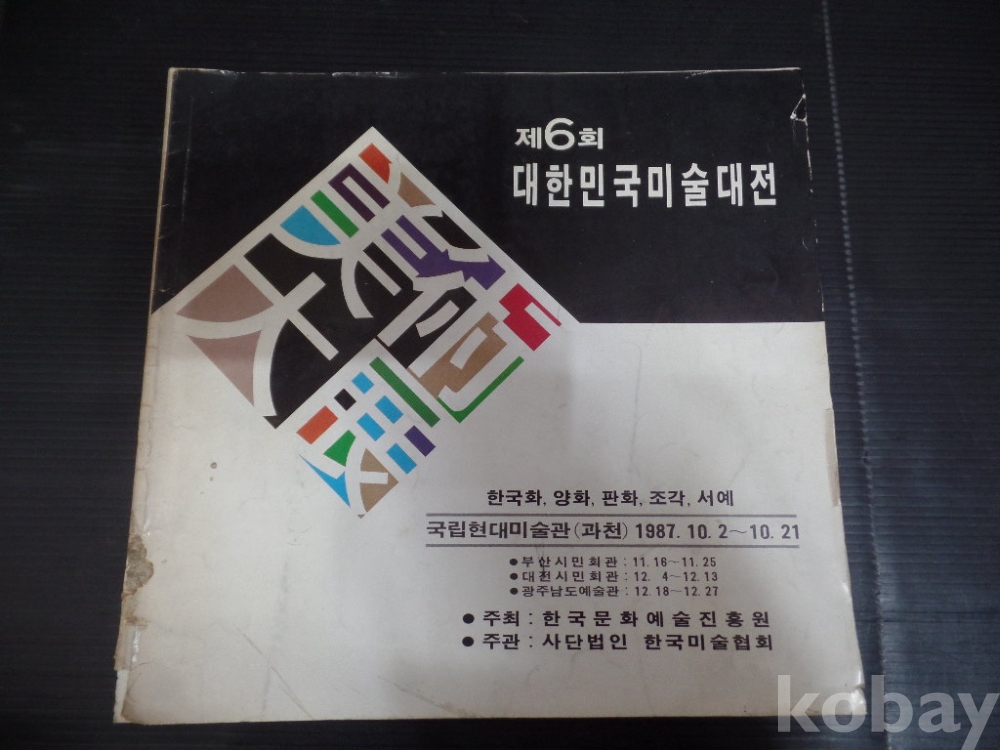 제6회
대한민국미술대전
한국화, 양화, 판화, 조각, 서예
국립현대미술관(과천) 1987. 10. 2~10. 21
●부산시민회관 : 11. 16~11. 25
●대전시민회관 : 12. 4~12. 13
●광주남도예술관 : 12. 18~12. 27
● 주최 : 한국문화예술진흥원
● 주관 : 사단법인 한국미술협회
kobay